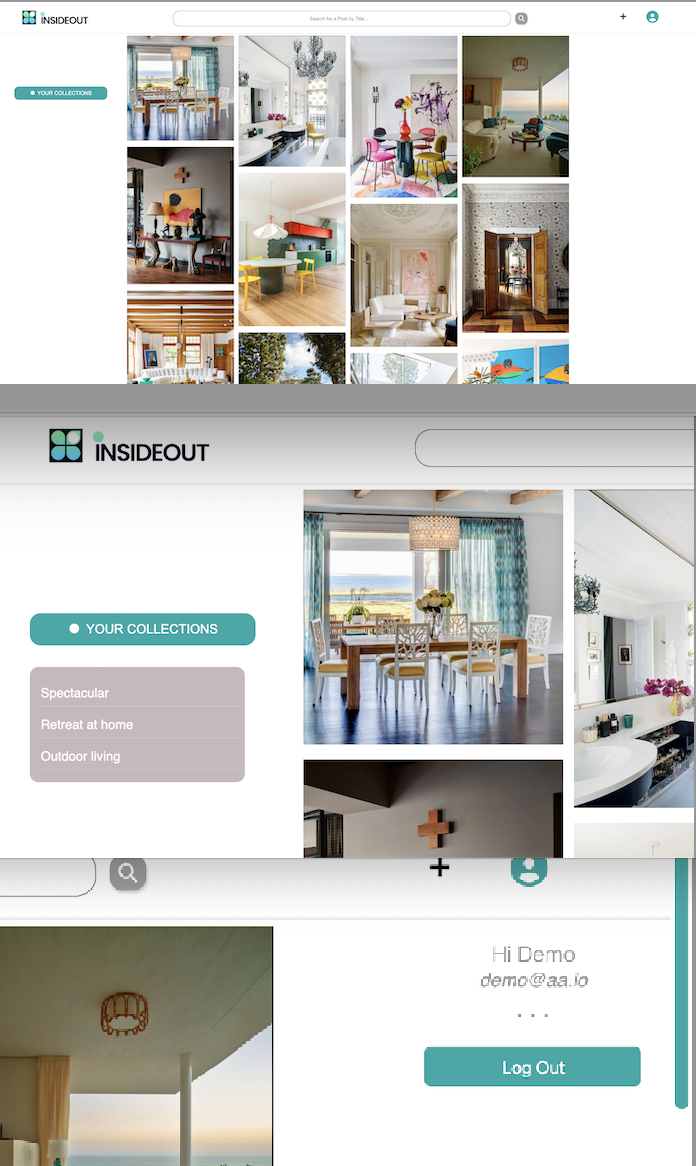 iNSIDEOUT
Search for a Post by Title...
+
YOUR COLLECTIONS
iNSIDEOUT
YOUR COLLECTIONS
Spectacular
Retreat at home
Outdoor living
+
Hi Demo
demo@aa.io
. . .
Log Out